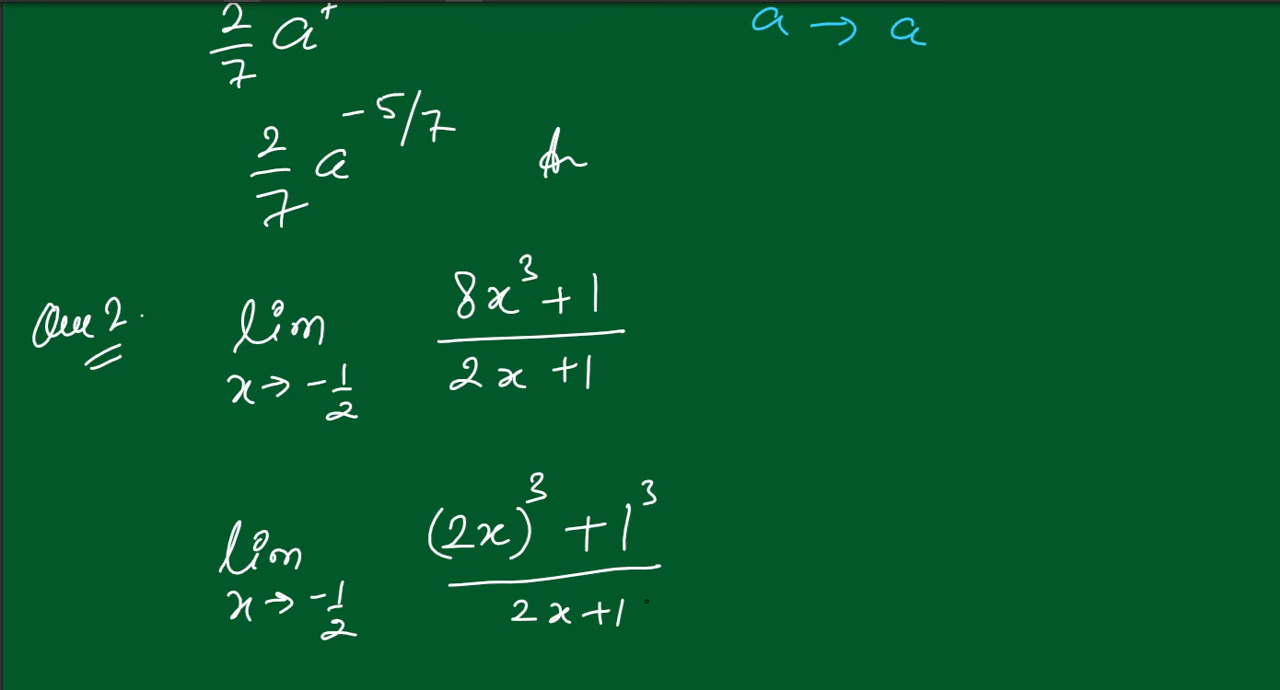 2/7 a
a → a
2/7 a^(-5/7)
Que 2. lim x→-1/2 (8x³+1)/(2x+1)
lim x→-1/2 ((2x)³+1³)/(2x+1)